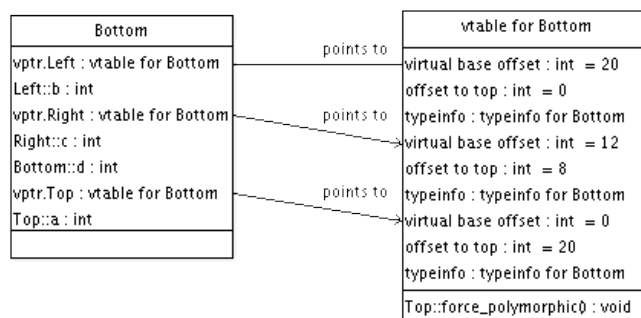 Bottom
vptr.Left : vtable for Bottom
Left::b : int
vptr.Right : vtable for Bottom
Right::c : int
Bottom::d : int
vptr.Top : vtable for Bottom
Top::a : int
points to
points to
points to
vtable for Bottom
virtual base offset : int = 20
offset to top : int = 0
typeinfo : typeinfo for Bottom
virtual base offset : int = 12
offset to top : int = 8
typeinfo : typeinfo for Bottom
virtual base offset : int = 0
offset to top : int = 20
typeinfo : typeinfo for Bottom
Top::force_polymorphic() : void